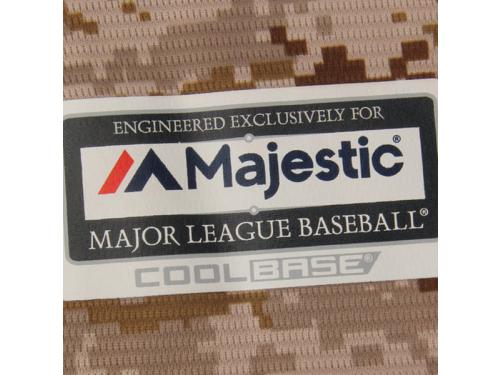 ENGINEERED EXCLUSIVELY FOR
Majestic®
MAJOR LEAGUE BASEBALL®
COOLBASE®